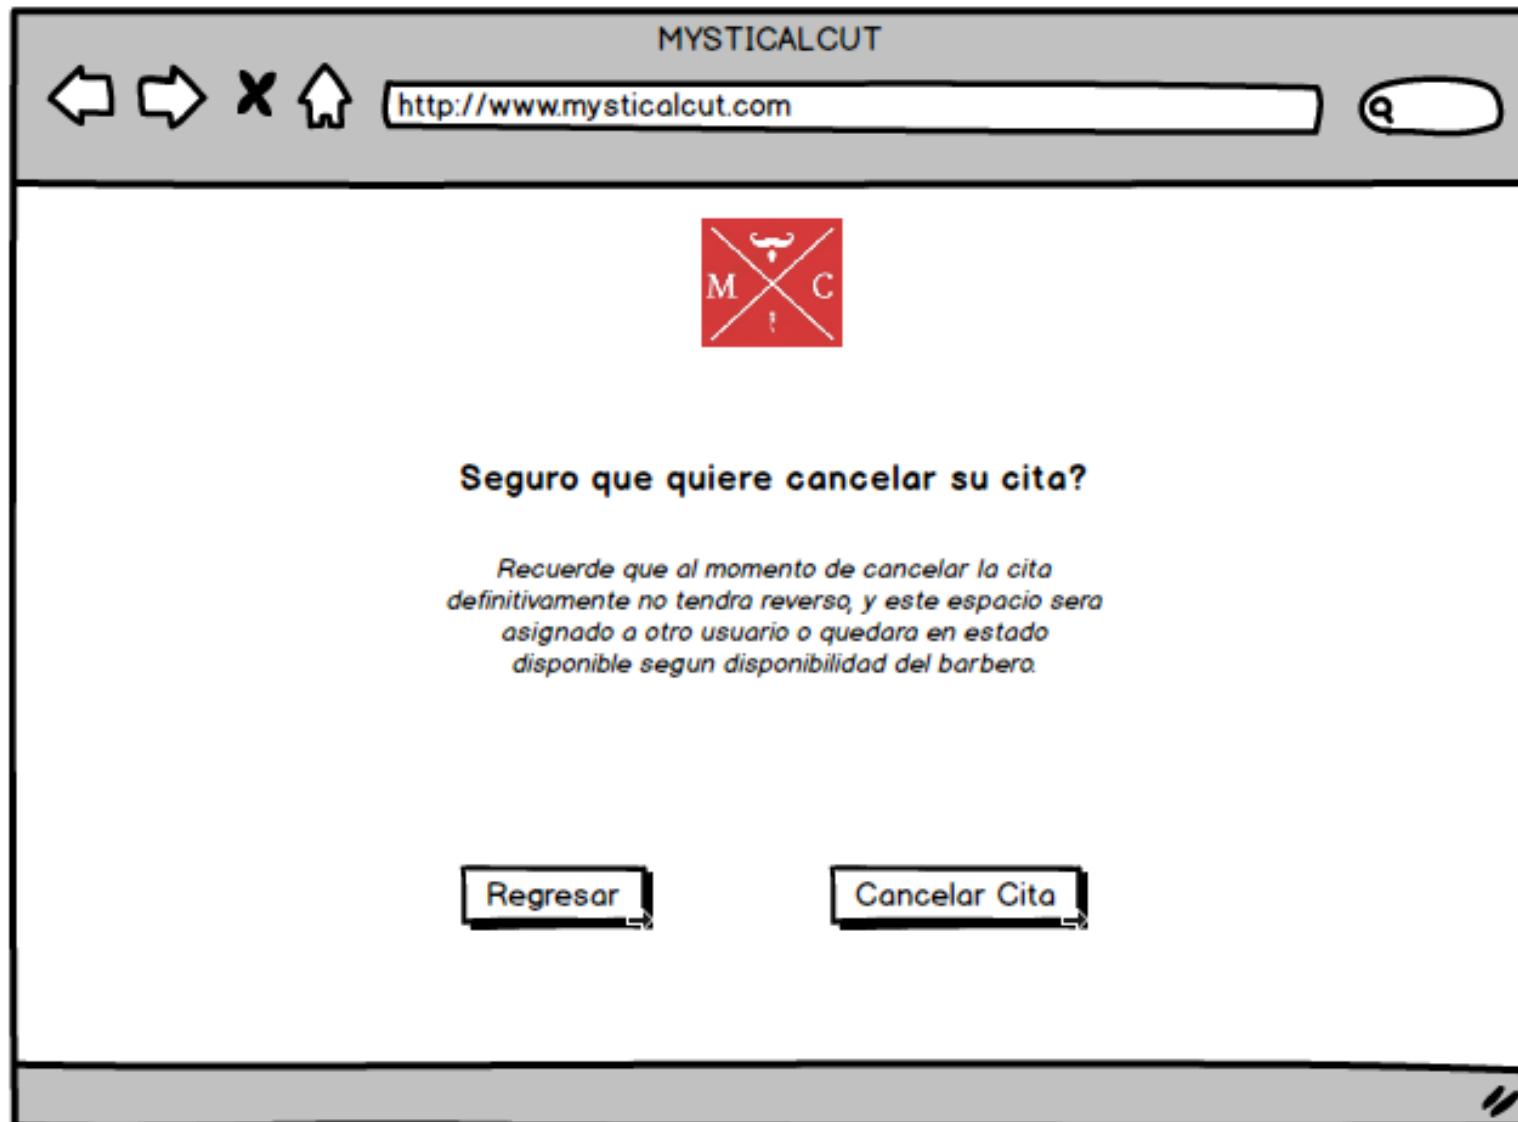 MYSTICALCUT
http://www.mysticalcut.com
M C
Seguro que quiere cancelar su cita?
Recuerde que al momento de cancelar la cita
definitivamente no tendra reverso, y este espacio sera
asignado a otro usuario o quedara en estado
disponible segun disponibilidad del barbero.
Regresar
Cancelar Cita